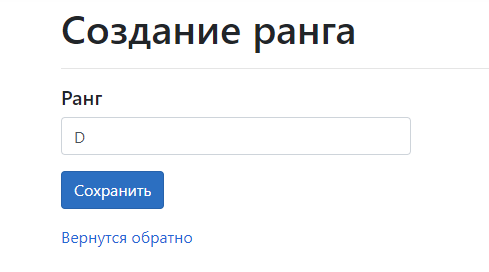 Создание ранга
Ранг
D
Сохранить
Вернутся обратно